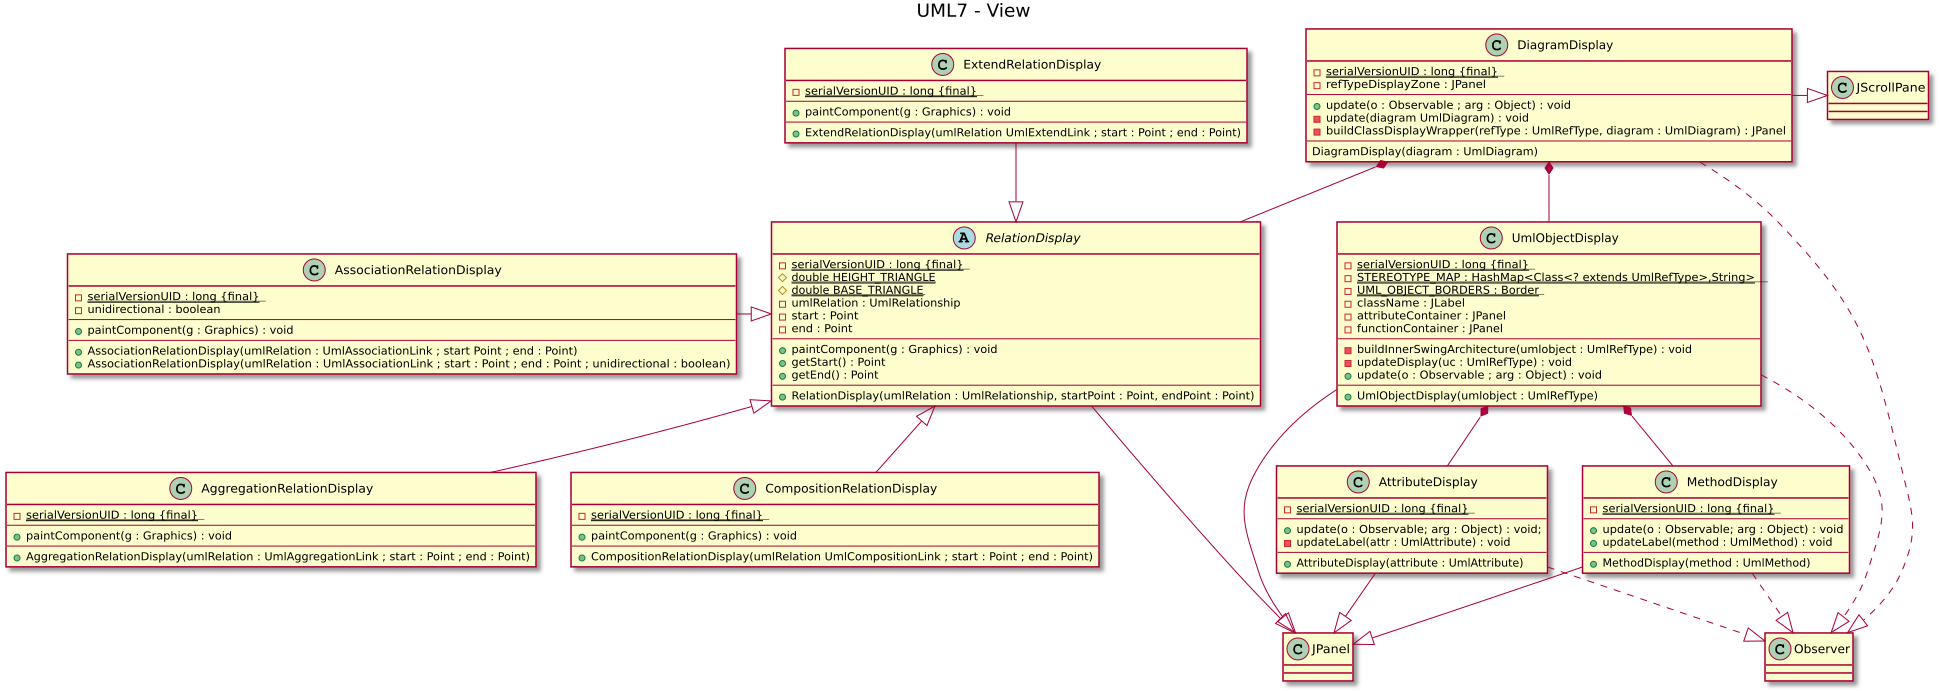 UML7 - View
ExtendRelationDisplay
serialVersionUID : long {final}_
paintComponent(g : Graphics) : void
ExtendRelationDisplay(umlRelation UmlExtendLink ; start : Point ; end : Point)
DiagramDisplay
serialVersionUID : long {final}_
refTypeDisplayZone : JPanel
update(o : Observable ; arg : Object) : void
update(diagram UmlDiagram) : void
buildClassDisplayWrapper(refType : UmlRefType, diagram : UmlDiagram) : JPanel
DiagramDisplay(diagram : UmlDiagram)
JScrollPane
AssociationRelationDisplay
serialVersionUID : long {final}_
unidirectional : boolean
paintComponent(g : Graphics) : void
AssociationRelationDisplay(umlRelation : UmlAssociationLink ; start Point ; end : Point)
AssociationRelationDisplay(umlRelation : UmlAssociationLink ; start : Point ; end : Point ; unidirectional : boolean)
RelationDisplay
serialVersionUID : long {final}_
double HEIGHT_TRIANGLE
double BASE_TRIANGLE
umlRelation : UmlRelationship
start : Point
end : Point
paintComponent(g : Graphics) : void
getStart() : Point
getEnd() : Point
RelationDisplay(umlRelation : UmlRelationship, startPoint : Point, endPoint : Point)
UmlObjectDisplay
serialVersionUID : long {final}_
STEREOTYPE_MAP : HashMap<Class<? extends UmlRefType>,String>__
UML_OBJECT_BORDERS : Border_
className : JLabel
attributeContainer : JPanel
functionContainer : JPanel
buildInnerSwingArchitecture(umlobject : UmlRefType) : void
updateDisplay(uc : UmlRefType) : void
update(o : Observable ; arg : Object) : void
UmlObjectDisplay(umlobject : UmlRefType)
AggregationRelationDisplay
serialVersionUID : long {final}_
paintComponent(g : Graphics) : void
AggregationRelationDisplay(umlRelation : UmlAggregationLink ; start : Point ; end : Point)
CompositionRelationDisplay
serialVersionUID : long {final}_
paintComponent(g : Graphics) : void
CompositionRelationDisplay(umlRelation UmlCompositionLink ; start : Point ; end : Point)
AttributeDisplay
serialVersionUID : long {final}_
update(o : Observable; arg : Object) : void;
updateLabel(attr : UmlAttribute) : void
AttributeDisplay(attribute : UmlAttribute)
MethodDisplay
serialVersionUID : long {final}_
update(o : Observable; arg : Object) : void
updateLabel(method : UmlMethod) : void
MethodDisplay(method : UmlMethod)
JPanel
Observer